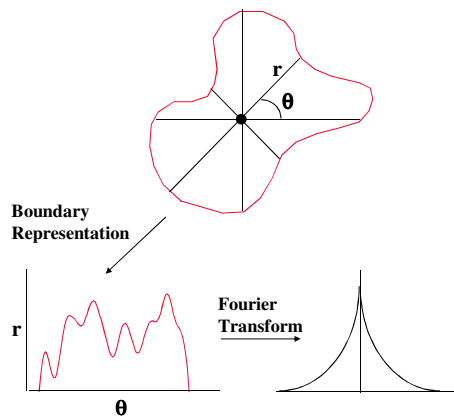 r
θ
Boundary
Representation
r
θ
Fourier
Transform